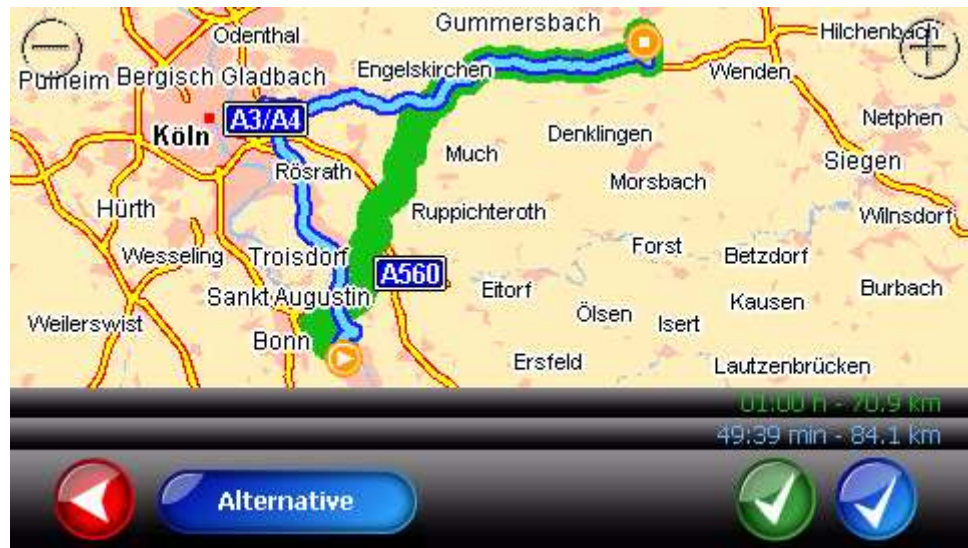 Gummersbach
Hilchenbach
Odenthal
Pulheim
Bergisch Gladbach
Engelskirchen
Wenden
A3/A4
Köln
Netphen
Denklingen
Much
Siegen
Rösrath
Morsbach
Hürth
Ruppichteroth
Wilnsdorf
Wesseling
Troisdorf
Forst
Betzdorf
A560
Sankt Augustin
Eitorf
Burbach
Kausen
Ölsen
Isert
Weilerswist
Bonn
Ersfeld
Lautzenbrücken
01:00 h - 70.9 km
49:39 min - 84.1 km
Alternative